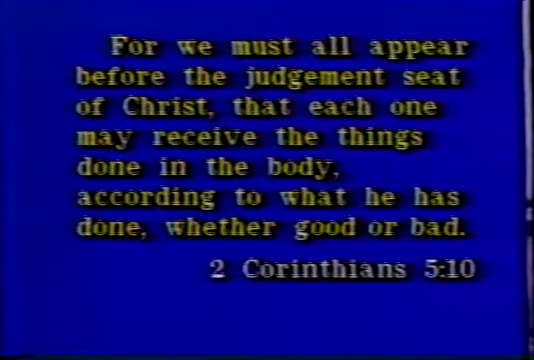 For we must all appear
before the judgement seat
of Christ, that each one
may receive the things
done in the body,
according to what he has
done, whether good or bad.
2 Corinthians 5:10